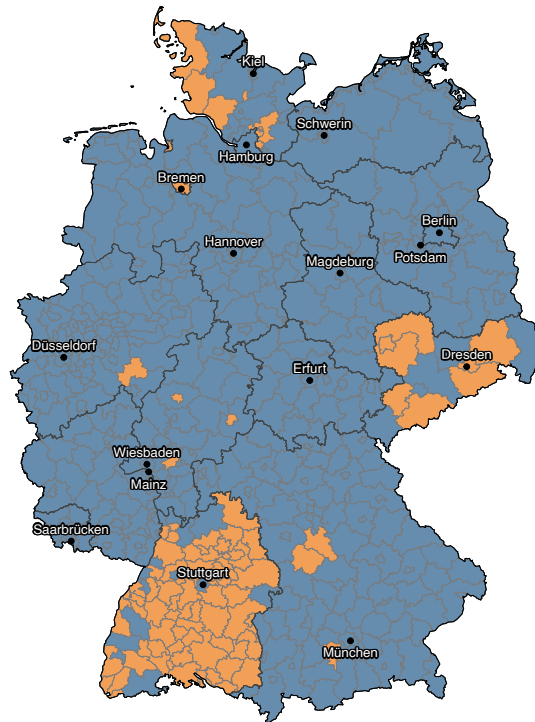 Kiel
Schwerin
Hamburg
Bremen
Berlin
Hannover
Potsdam
Magdeburg
Düsseldorf
Dresden
Erfurt
Wiesbaden
Mainz
Saarbrücken
Stuttgart
München